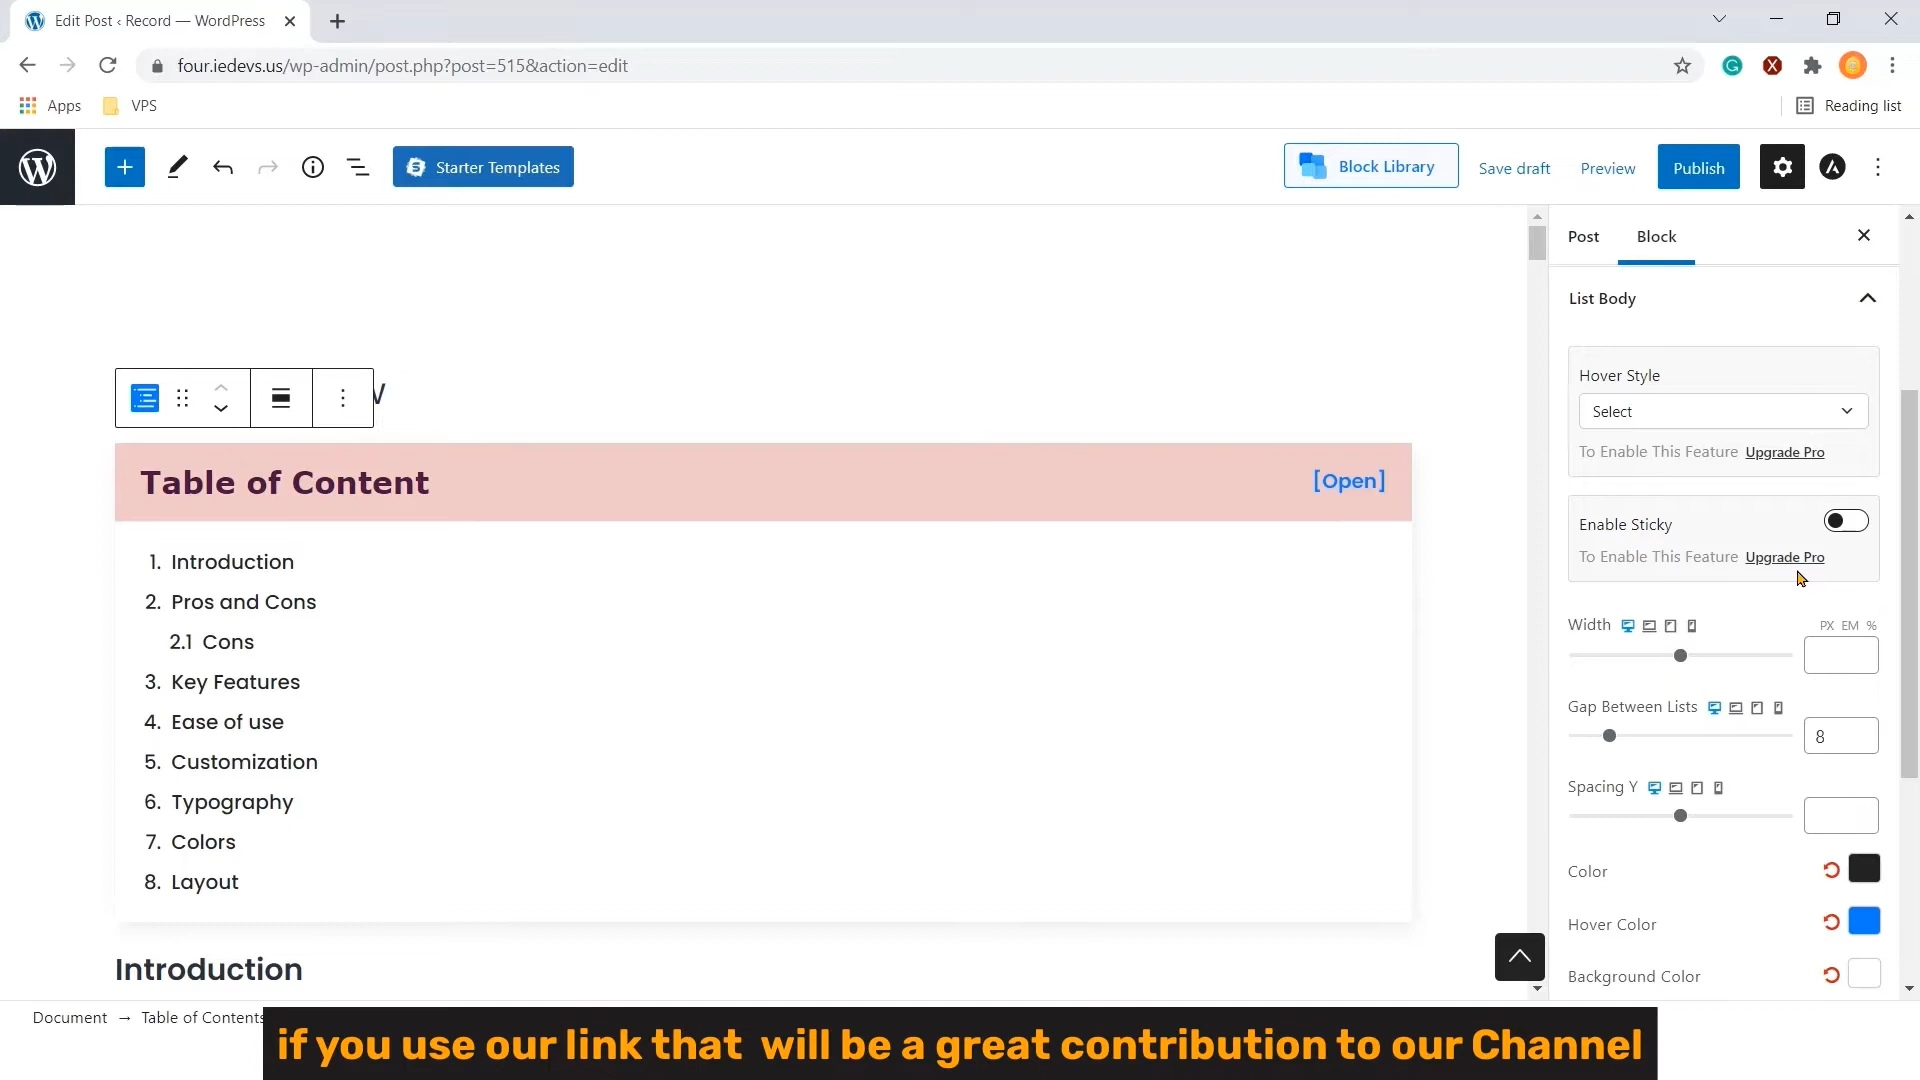 Edit Post ‹ Record — WordPress
four.iedevs.us/wp-admin/post.php?post=515&action=edit
Apps
VPS
Reading list
Starter Templates
Block Library
Save draft
Preview
Publish
Post
Block
List Body
Hover Style
Select
To Enable This Feature Upgrade Pro
Enable Sticky
To Enable This Feature Upgrade Pro
Width
PX EM %
Gap Between Lists
8
Spacing Y
Color
Hover Color
Background Color
Table of Content
[Open]
1. Introduction
2. Pros and Cons
2.1 Cons
3. Key Features
4. Ease of use
5. Customization
6. Typography
7. Colors
8. Layout
Introduction
Document → Table of Contents
if you use our link that will be a great contribution to our Channel